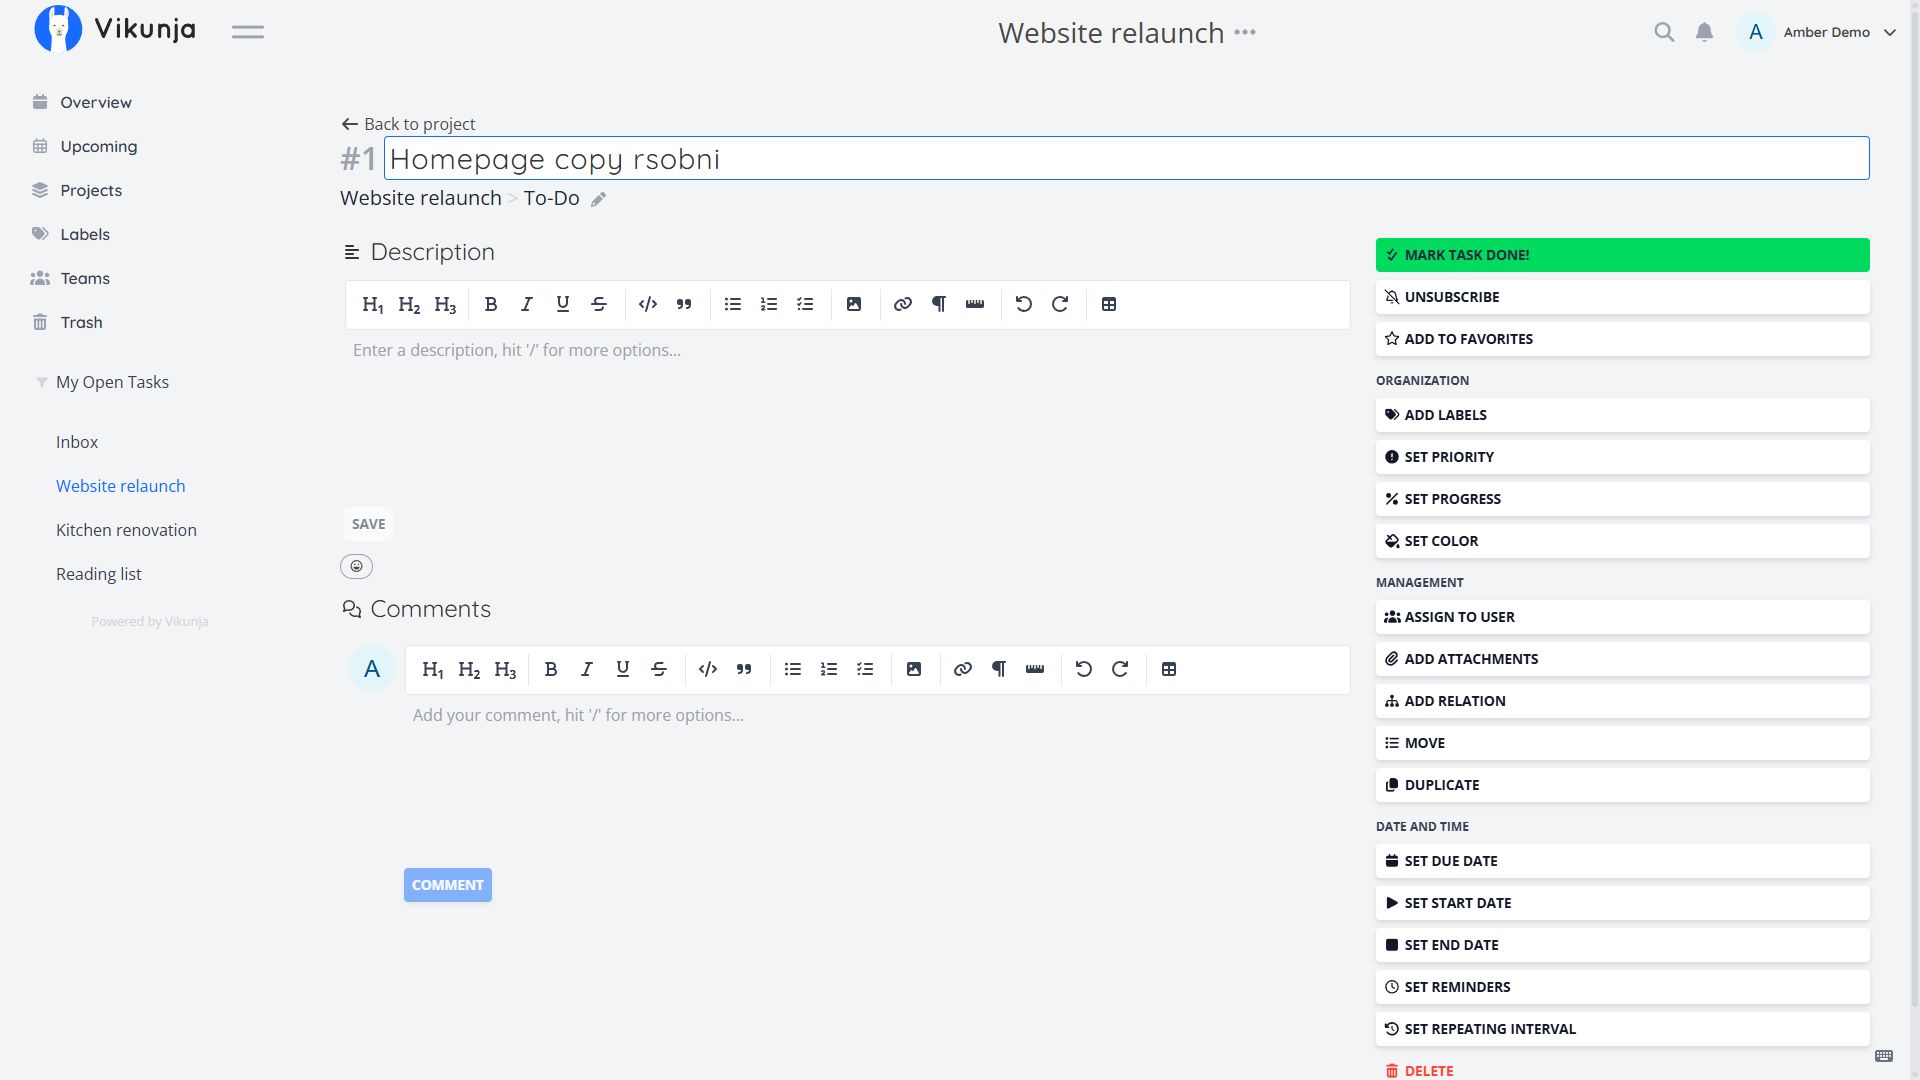 Vikunja
Website relaunch
A Amber Demo
Overview
Upcoming
Projects
Labels
Teams
Trash
My Open Tasks
Inbox
Website relaunch
Kitchen renovation
Reading list
Powered by Vikunja
Back to project
#1 Homepage copy rsobni
Website relaunch > To-Do
Description
H1 H2 H3 B I U S
Enter a description, hit '/' for more options...
SAVE
Comments
A H1 H2 H3 B I U S
Add your comment, hit '/' for more options...
COMMENT
MARK TASK DONE!
UNSUBSCRIBE
ADD TO FAVORITES
ORGANIZATION
ADD LABELS
SET PRIORITY
SET PROGRESS
SET COLOR
MANAGEMENT
ASSIGN TO USER
ADD ATTACHMENTS
ADD RELATION
MOVE
DUPLICATE
DATE AND TIME
SET DUE DATE
SET START DATE
SET END DATE
SET REMINDERS
SET REPEATING INTERVAL
DELETE